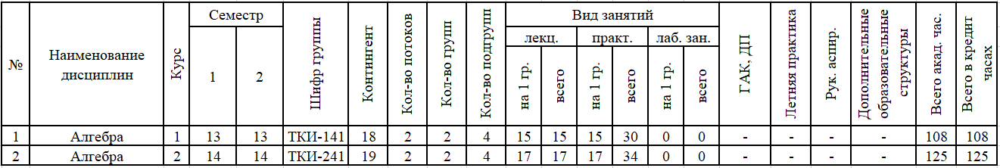 № Наименование дисциплин Курс Семестр Шифр группы Контингент Кол-во потоков Кол-во групп Кол-во подгрупп Вид занятий ГАК, ДП Летняя практика Рук. аспир. Дополнительные образовательные структуры Всего акад. час. Всего в кредит часах
1 2 лекц. практ. лаб. зан.
на 1 гр. всего на 1 гр. всего на 1 гр. всего
1 Алгебра 1 13 13 ТКИ-141 18 2 2 4 15 15 15 30 0 0 - - - - 108 108
2 Алгебра 2 14 14 ТКИ-241 19 2 2 4 17 17 17 34 0 0 - - - - 125 125